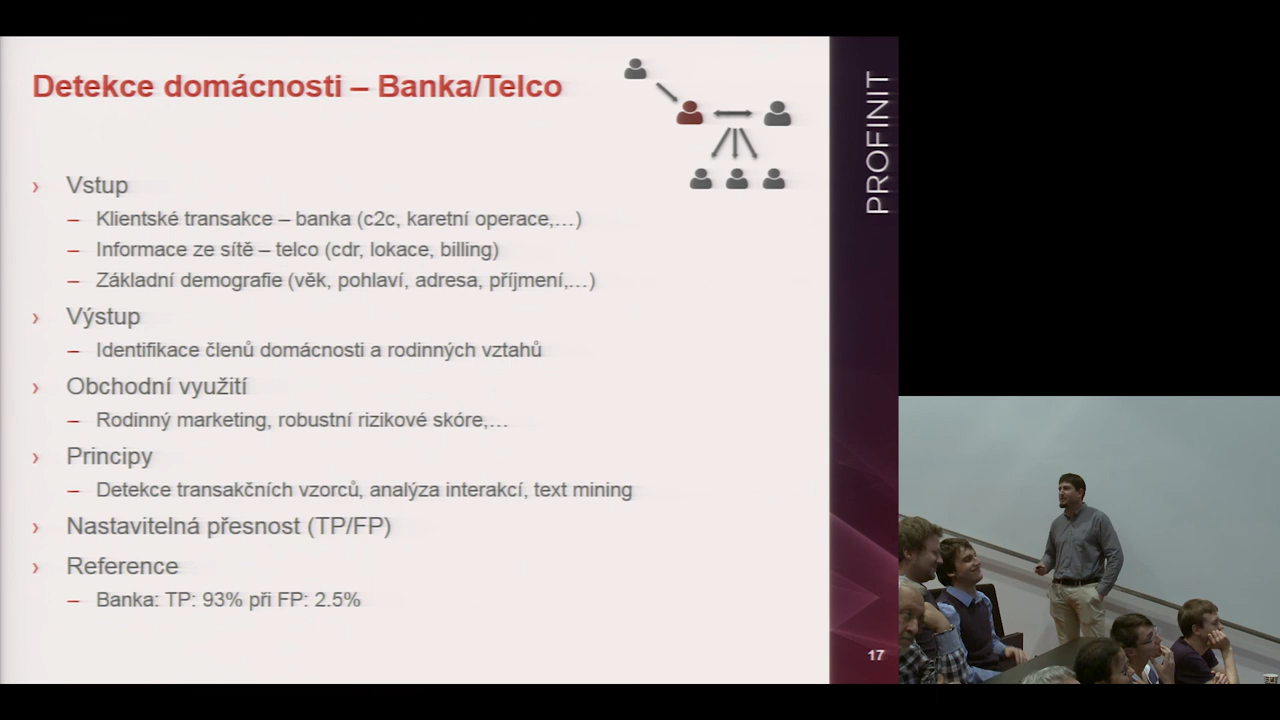 Detekce domácnosti – Banka/Telco
› Vstup
– Klientské transakce – banka (c2c, karetní operace,…)
– Informace ze sítě – telco (cdr, lokace, billing)
– Základní demografie (věk, pohlaví, adresa, příjmení,…)
› Výstup
– Identifikace členů domácnosti a rodinných vztahů
› Obchodní využití
– Rodinný marketing, robustní rizikové skóre,…
› Principy
– Detekce transakčních vzorců, analýza interakcí, text mining
› Nastavitelná přesnost (TP/FP)
› Reference
– Banka: TP: 93% při FP: 2.5%
PROFINIT
17